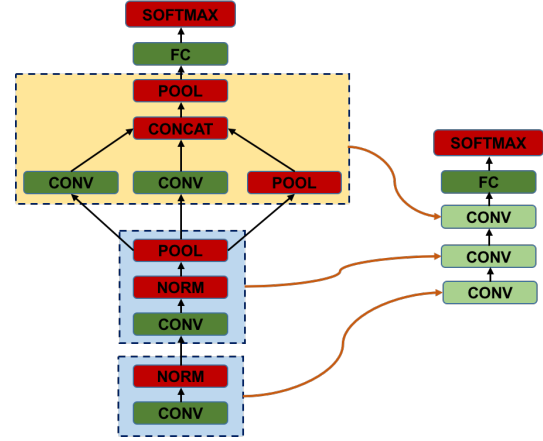 SOFTMAX
FC
POOL
CONCAT
CONV CONV POOL
POOL
NORM
CONV
NORM
CONV
SOFTMAX
FC
CONV
CONV
CONV